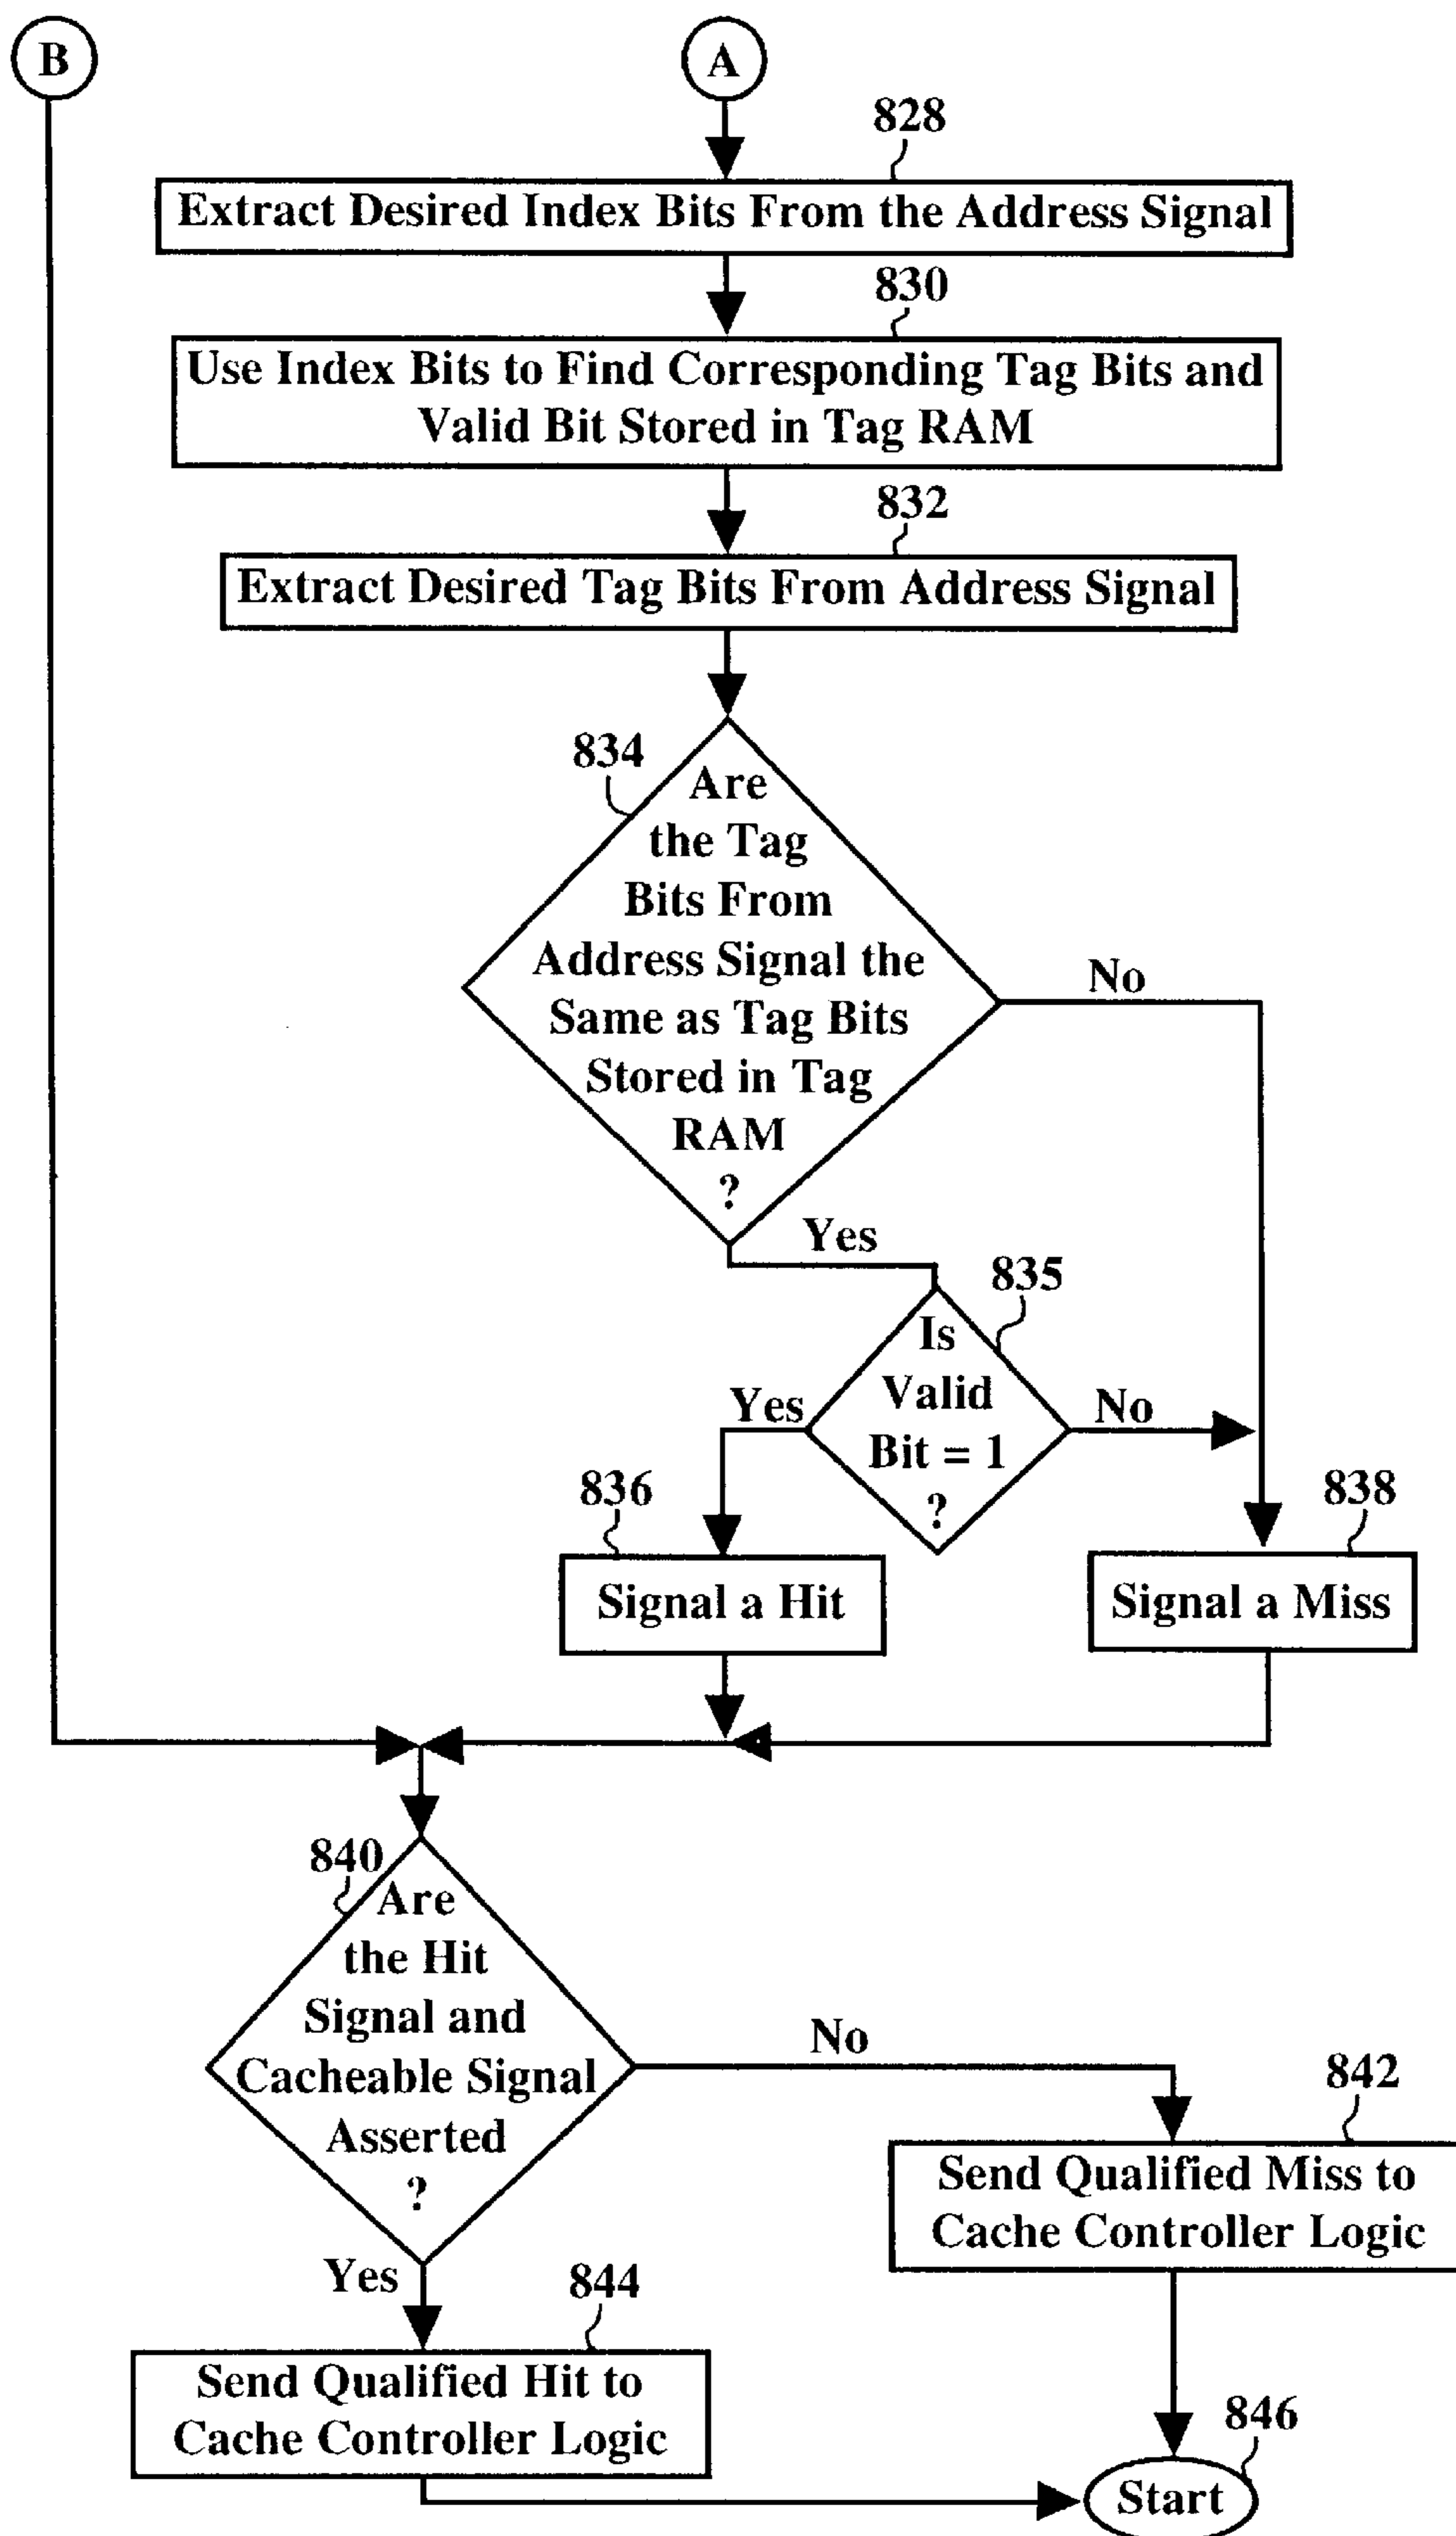 B
A
828
Extract Desired Index Bits From the Address Signal
830
Use Index Bits to Find Corresponding Tag Bits and
Valid Bit Stored in Tag RAM
832
Extract Desired Tag Bits From Address Signal
834
Are
the Tag
Bits From
Address Signal the
Same as Tag Bits
Stored in Tag
RAM
?
No
Yes
835
Is
Valid
Bit = 1
?
Yes
No
836
838
Signal a Hit
Signal a Miss
840
Are
the Hit
Signal and
Cacheable Signal
Asserted
?
No
842
Send Qualified Miss to
Cache Controller Logic
Yes
844
Send Qualified Hit to
Cache Controller Logic
846
Start